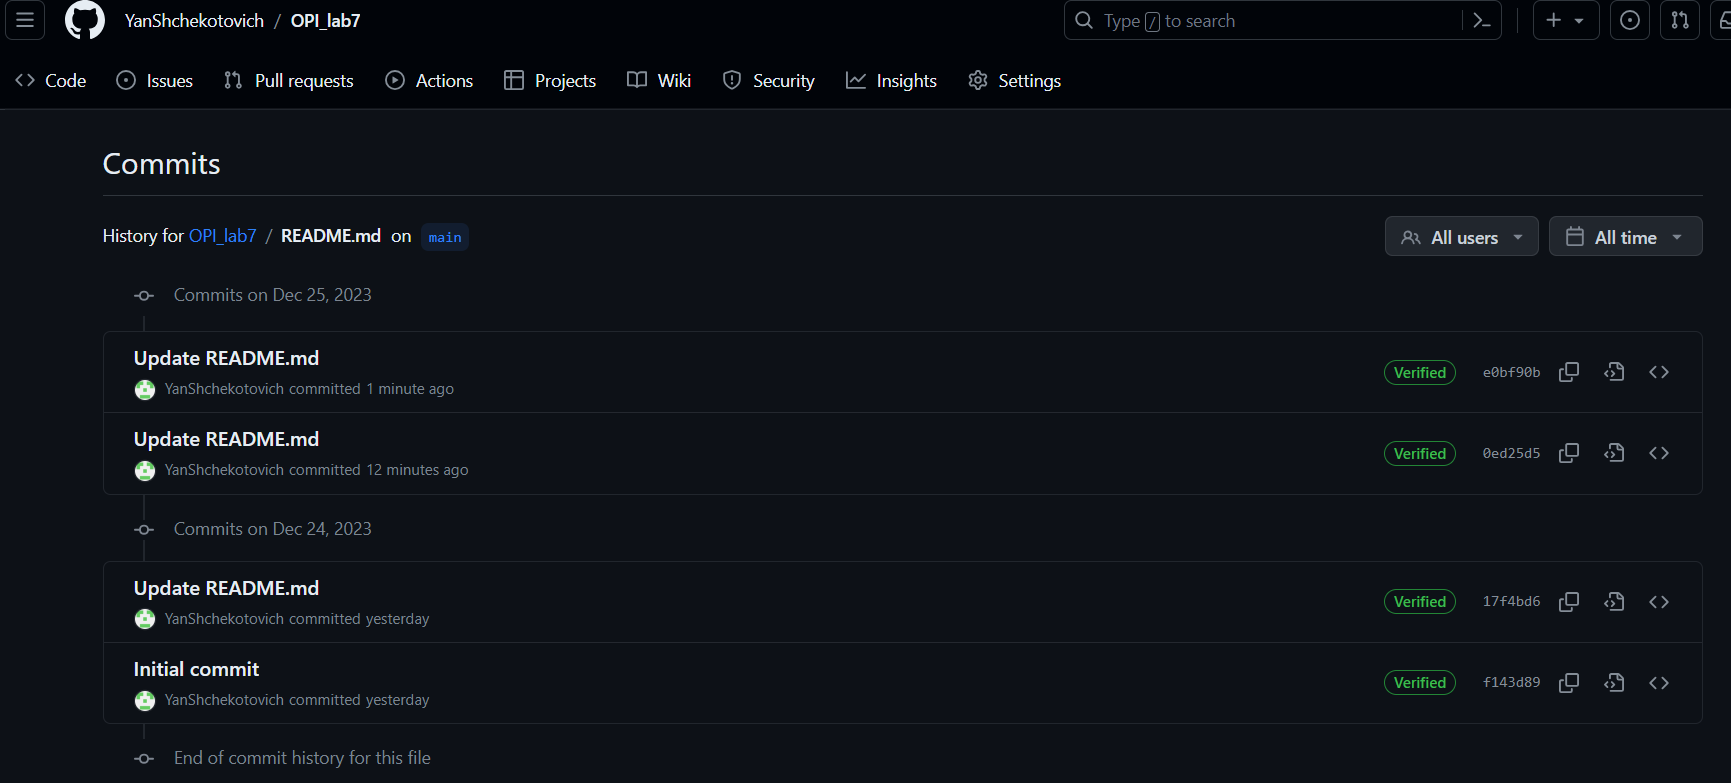 YanShchekotovich / OPI_lab7
Type / to search
Code Issues Pull requests Actions Projects Wiki Security Insights Settings
Commits
History for OPI_lab7 / README.md on main
All users All time
Commits on Dec 25, 2023
Update README.md
YanShchekotovich committed 1 minute ago
Verified e0bf90b
Update README.md
YanShchekotovich committed 12 minutes ago
Verified 0ed25d5
Commits on Dec 24, 2023
Update README.md
YanShchekotovich committed yesterday
Verified 17f4bd6
Initial commit
YanShchekotovich committed yesterday
Verified f143d89
End of commit history for this file